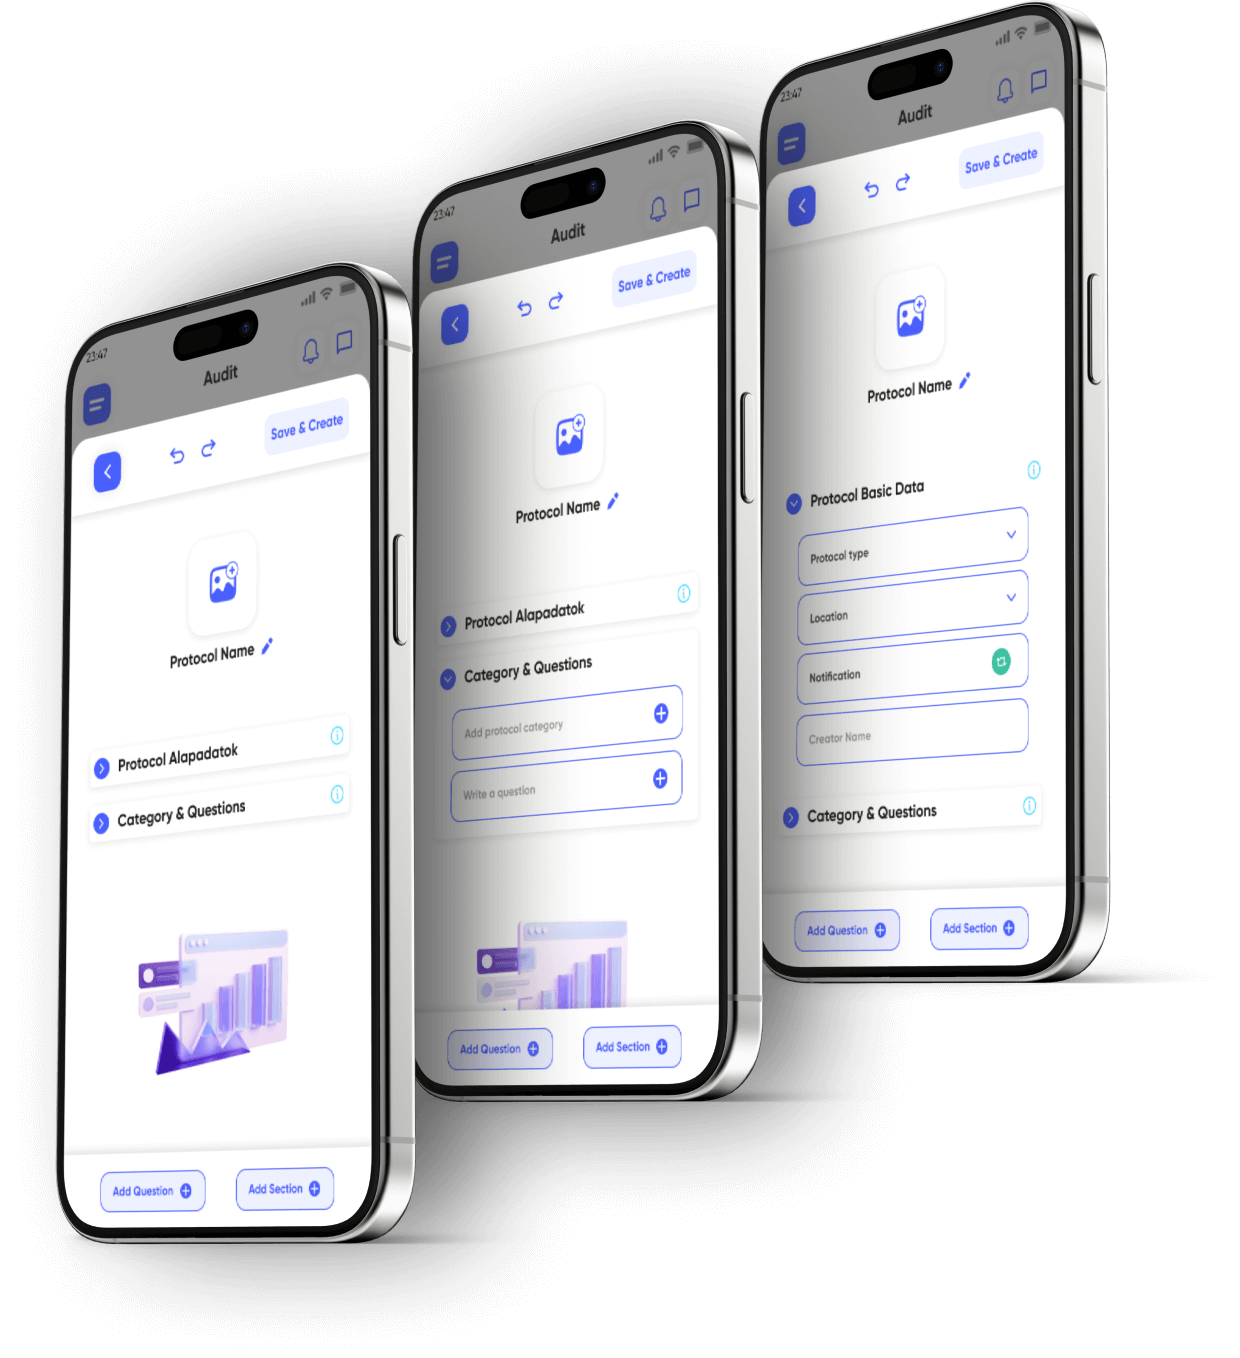 23:47
Audit
Save & Create
Protocol Name
Protocol Alapadatok
Category & Questions
Add Question
Add Section
23:47
Audit
Save & Create
Protocol Name
Protocol Alapadatok
Category & Questions
Add protocol category
Write a question
Add Question
Add Section
23:47
Audit
Save & Create
Protocol Name
Protocol Basic Data
Protocol type
Location
Notification
Creator Name
Category & Questions
Add Question
Add Section